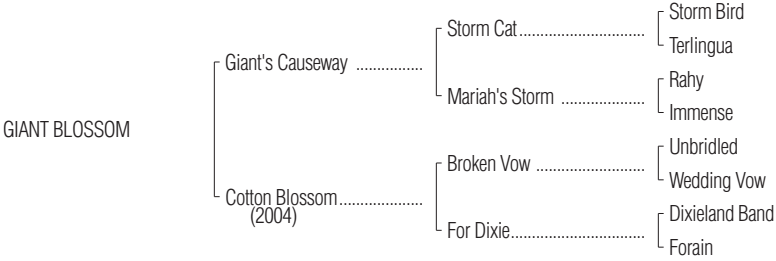 Storm Bird
Storm Cat..............................
Terlingua
Giant's Causeway ................
Rahy
Mariah's Storm ....................
Immense
GIANT BLOSSOM
Unbridled
Broken Vow ..........................
Wedding Vow
Cotton Blossom....................
(2004)
Dixieland Band
For Dixie................................
Forain